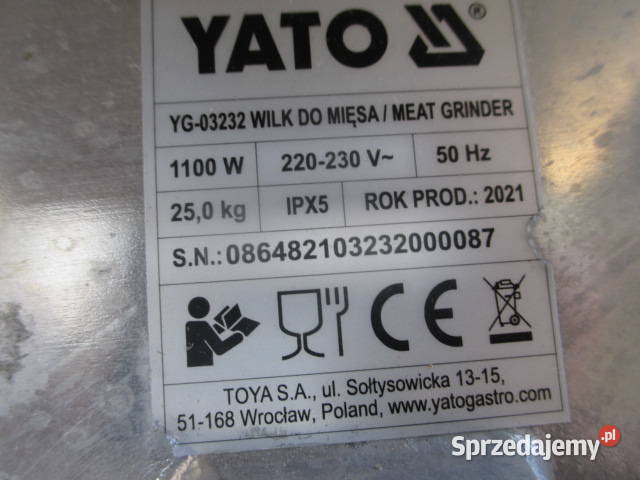 YATO ®
YG-03232 WILK DO MIĘSA / MEAT GRINDER
1100 W 220-230 V~ 50 Hz
25,0 kg IPX5 ROK PROD.: 2021
S.N.: 086482103232000087
CE
TOYA S.A., ul. Sołtysowicka 13-15,
51-168 Wrocław, Poland, www.yatogastro.com
Sprzedajemy.pl